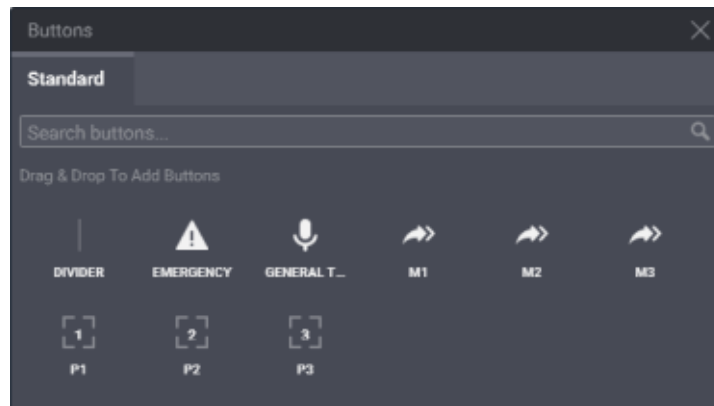 Buttons
Standard
Search buttons...
Drag & Drop To Add Buttons
DIVIDER EMERGENCY GENERAL T... M1 M2 M3
1 2 3
P1 P2 P3